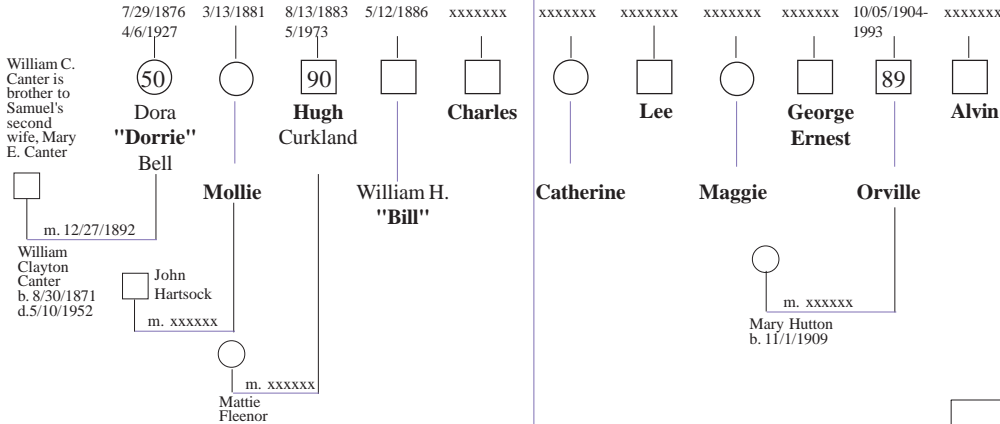 7/29/1876 3/13/1881 8/13/1883 5/12/1886 xxxxxxx xxxxxxx xxxxxxx xxxxxxx xxxxxxx 10/05/1904- xxxxxxx
4/6/1927 5/1973 1993
William C.
Canter is
brother to
Samuel's
second
wife, Mary
E. Canter
50 90 89
Dora
"Dorrie"
Bell
Hugh
Curkland
Charles
Lee
George
Ernest
Alvin
Mollie
William H.
"Bill"
Catherine
Maggie
Orville
m. 12/27/1892
William
Clayton
Canter
b. 8/30/1871
d.5/10/1952
John
Hartsock
m. xxxxxx
m. xxxxxx
Mary Hutton
b. 11/1/1909
m. xxxxxx
Mattie
Fleenor